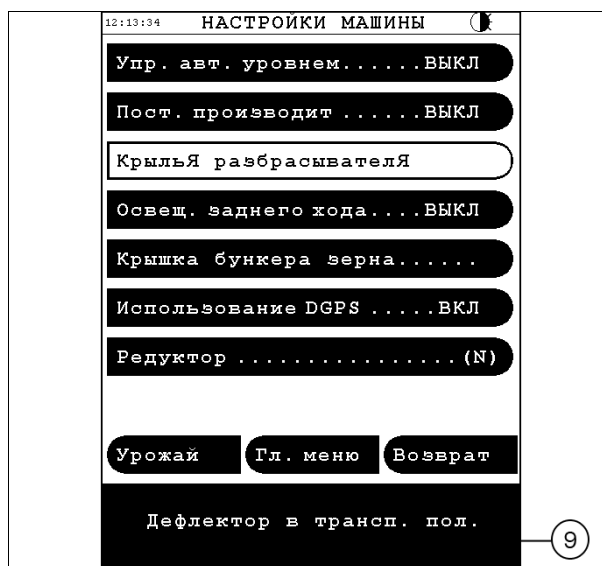 12:13:34 НАСТРОЙКИ МАШИНЫ
Упр. авт. уровнем......ВЫКЛ
Пост. производит ......ВЫКЛ
КрыльЯ разбрасывателЯ
Освещ. заднего хода....ВЫКЛ
Крышка бункера зерна......
Использование DGPS .....ВКЛ
Редуктор ................(N)
Урожай Гл. меню Возврат
Дефлектор в трансп. пол.
9